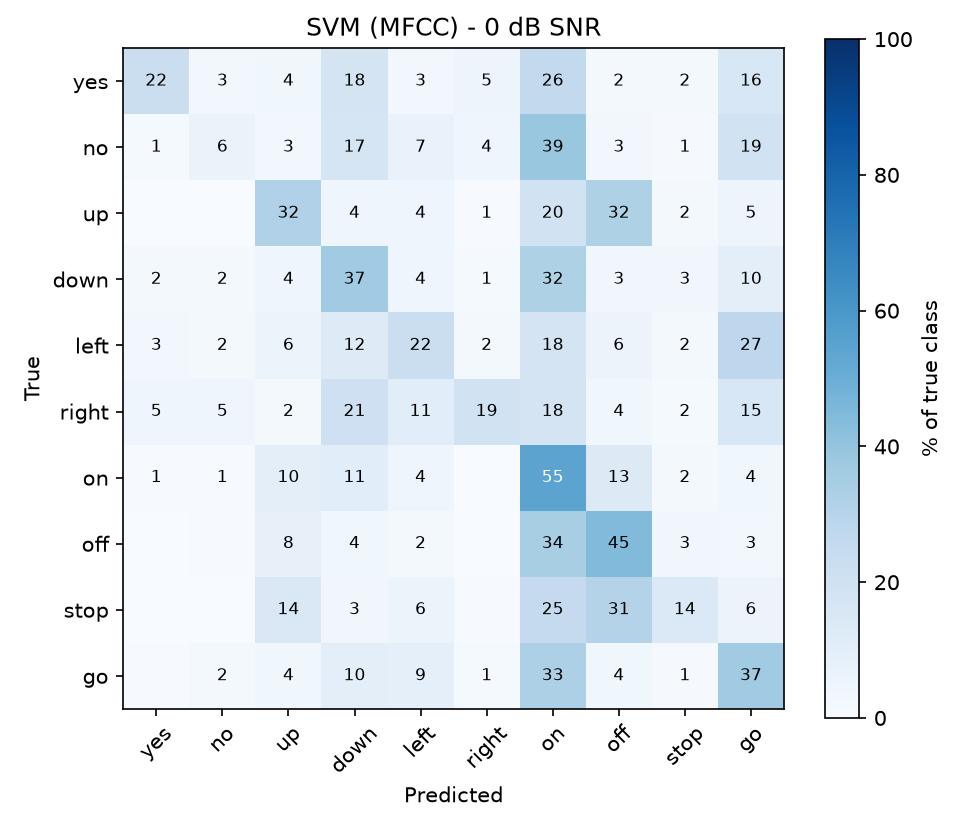 SVM (MFCC) - 0 dB SNR
yes 22 3 4 18 3 5 26 2 2 16
no 1 6 3 17 7 4 39 3 1 19
up 32 4 4 1 20 32 2 5
down 2 2 4 37 4 1 32 3 3 10
left 3 2 6 12 22 2 18 6 2 27
right 5 5 2 21 11 19 18 4 2 15
on 1 1 10 11 4 55 13 2 4
off 8 4 2 34 45 3 3
stop 14 3 6 25 31 14 6
go 2 4 10 9 1 33 4 1 37
yes no up down left right on off stop go
Predicted
True
100
80
60
40
20
0
% of true class